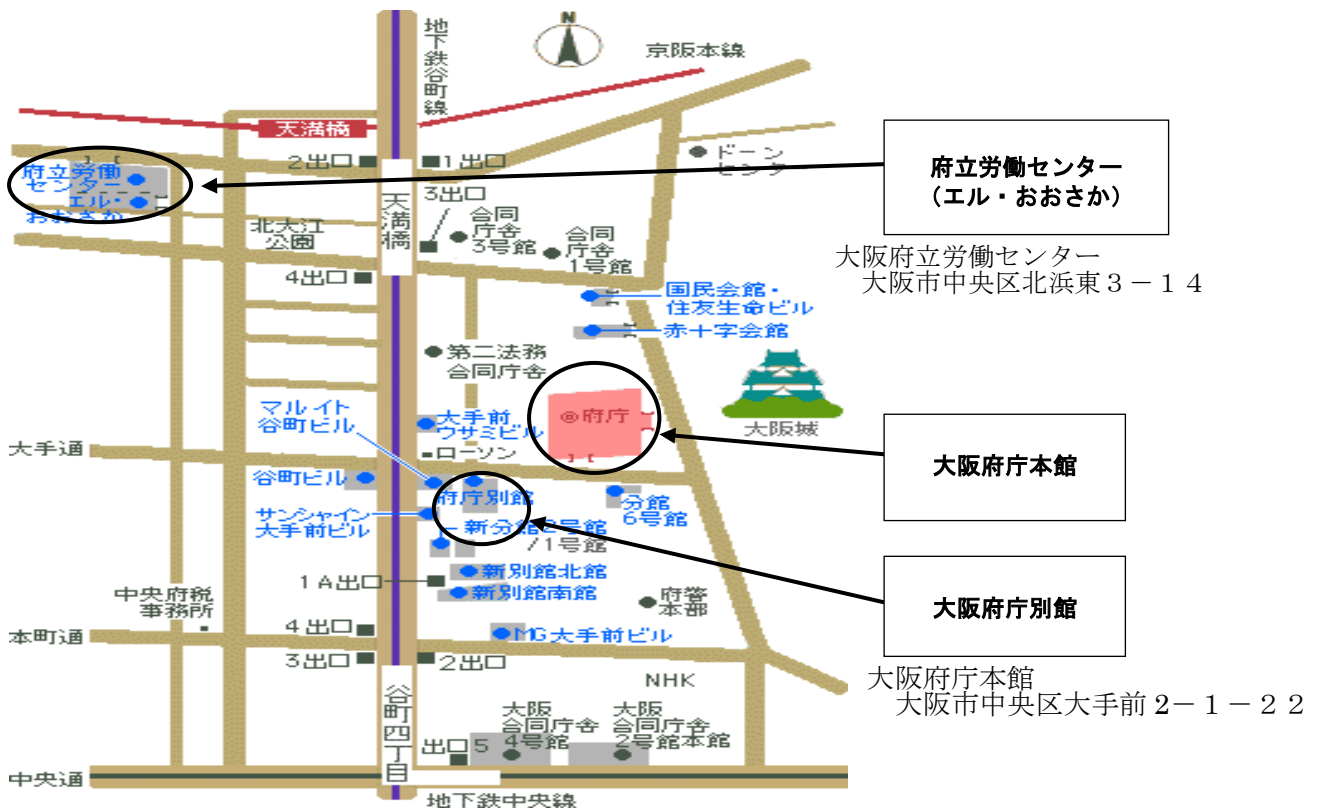 N
地下鉄谷町線
京阪本線
天満橋
2出口
1出口
ドーン
センタ
府立労働
センター
エル・
おおさか
3出口
天満橋
合同
庁舎
3号館
合同
庁舎
1号館
北大江
公園
4出口
国民会館・
住友生命ビル
赤十字会館
第二法務
合同庁舎
マルイト
谷町ビル
大手前
ウサミビル
◎府庁
大阪城
大手通
ローソン
谷町ビル
府庁別館
分館
6号館
サンシャイン
大手前ビル
新分館2号館
/1号館
1A出口
新別館北館
新別館南館
中央府税
事務所
府警
本部
4出口
本町通
MG大手前ビル
3出口
2出口
NHK
谷町四丁目
大阪
合同庁舎
4号館
大阪
合同庁舎
2号館本館
出口5
中央通
地下鉄中央線
府立労働センター
(エル・おおさか)
大阪府立労働センター
大阪市中央区北浜東3-14
大阪府庁本館
大阪府庁別館
大阪府庁本館
大阪市中央区大手前2-1-22